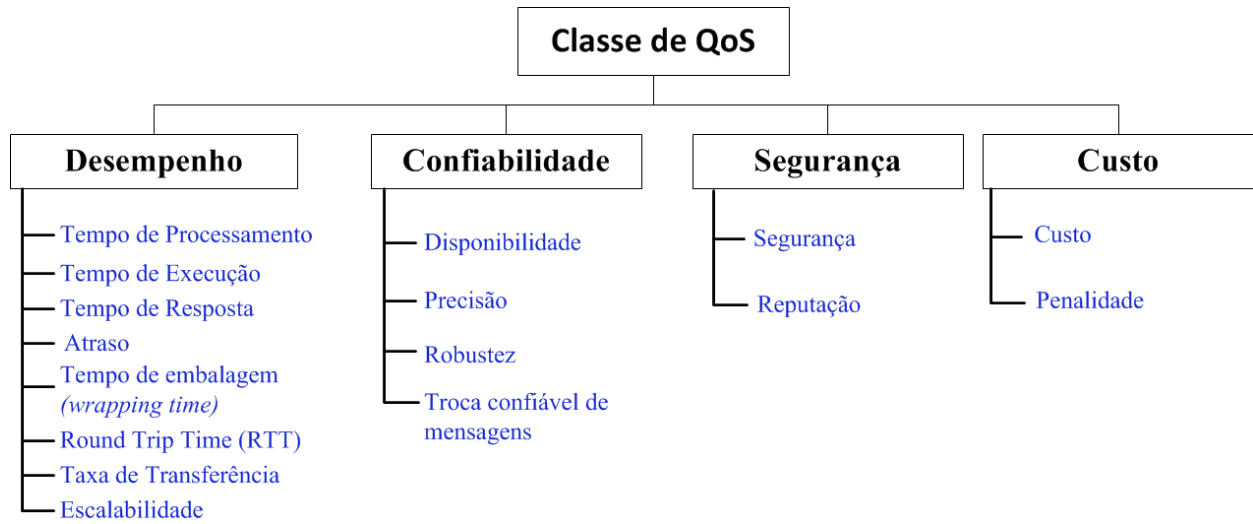 Classe de QoS
Desempenho
Tempo de Processamento
Tempo de Execução
Tempo de Resposta
Atraso
Tempo de embalagem
(wrapping time)
Round Trip Time (RTT)
Taxa de Transferência
Escalabilidade
Confiabilidade
Disponibilidade
Precisão
Robustez
Troca confiável de
mensagens
Segurança
Segurança
Reputação
Custo
Custo
Penalidade